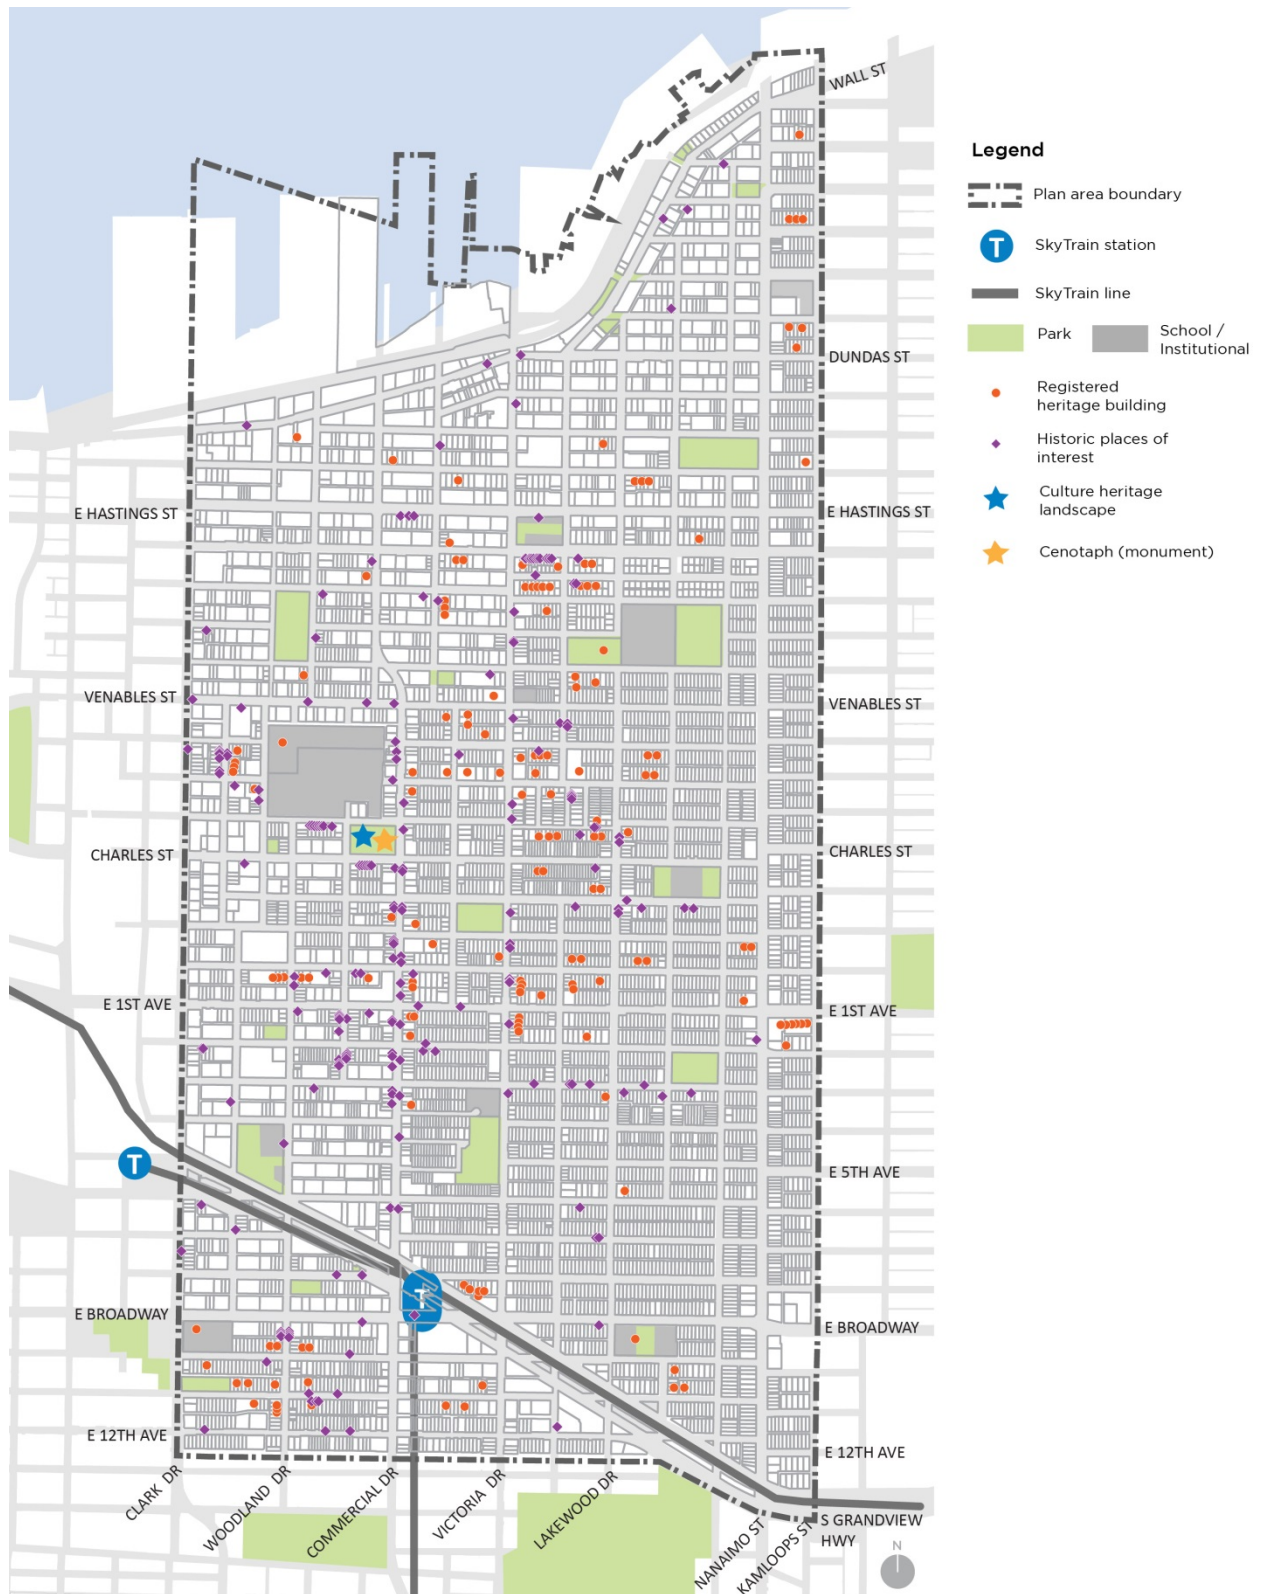 WALL ST
Legend
Plan area boundary
T
SkyTrain station
SkyTrain line
Park
School /
Institutional
DUNDAS ST
Registered
heritage building
Historic places of
interest
E HASTINGS ST
E HASTINGS ST
Culture heritage
landscape
Cenotaph (monument)
VENABLES ST
VENABLES ST
CHARLES ST
CHARLES ST
E 1ST AVE
E 1ST AVE
T
E 5TH AVE
T
E BROADWAY
E BROADWAY
E 12TH AVE
E 12TH AVE
CLARK DR
WOODLAND DR
COMMERCIAL DR
VICTORIA DR
LAKEWOOD DR
NANAIMO ST
KAMLOOPS ST
S GRANDVIEW
HWY
N